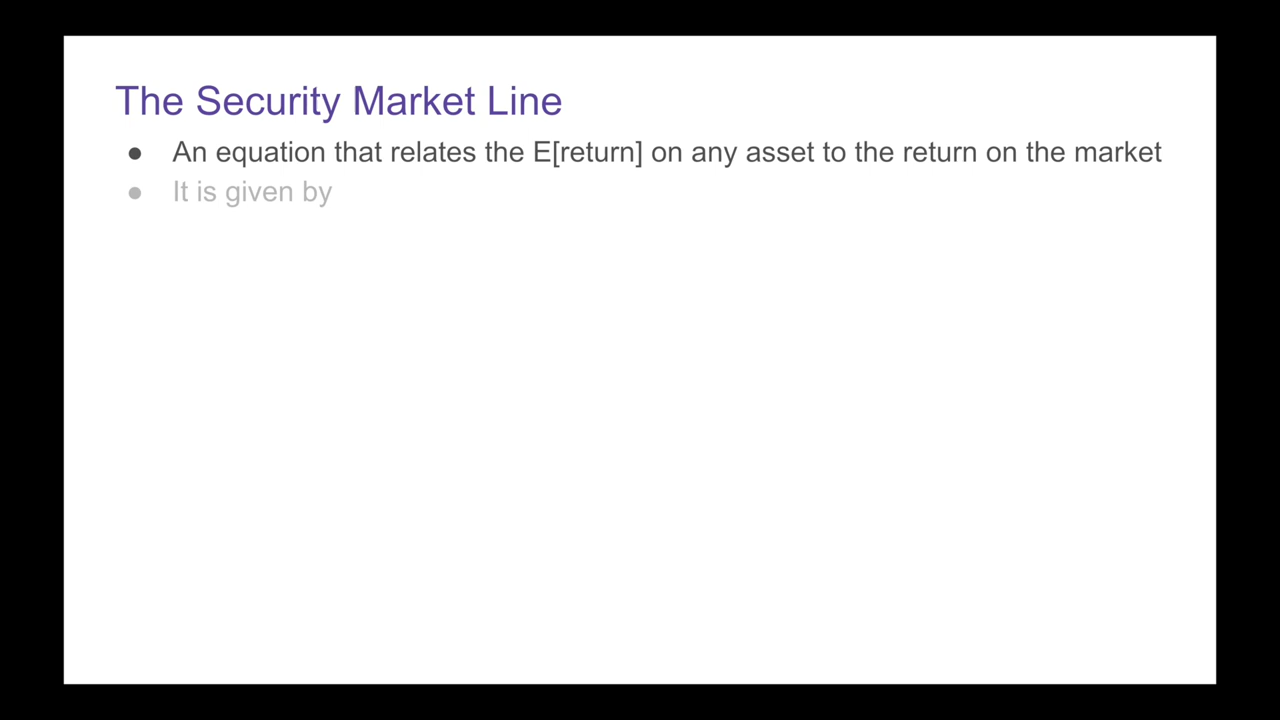 The Security Market Line
● An equation that relates the E[return] on any asset to the return on the market
● It is given by